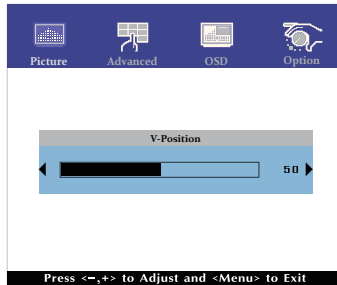 Picture Advanced OSD Option
V-Position
50
Press <-,+> to Adjust and <Menu> to Exit